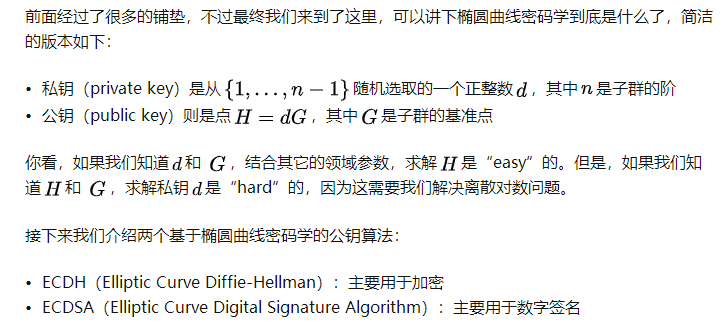 前面经过了很多的铺垫，不过最终我们来到了这里，可以讲下椭圆曲线密码学到底是什么了，简洁
的版本如下：
• 私钥（private key）是从 {1, . . . , n − 1} 随机选取的一个正整数 d ，其中 n 是子群的阶
• 公钥（public key）则是点 H = dG ，其中 G 是子群的基准点
你看，如果我们知道 d 和 G ，结合其它的领域参数，求解 H 是“easy”的。但是，如果我们知
道 H 和 G ，求解私钥 d 是“hard”的，因为这需要我们解决离散对数问题。
接下来我们介绍两个基于椭圆曲线密码学的公钥算法：
• ECDH（Elliptic Curve Diffie-Hellman）：主要用于加密
• ECDSA（Elliptic Curve Digital Signature Algorithm）：主要用于数字签名